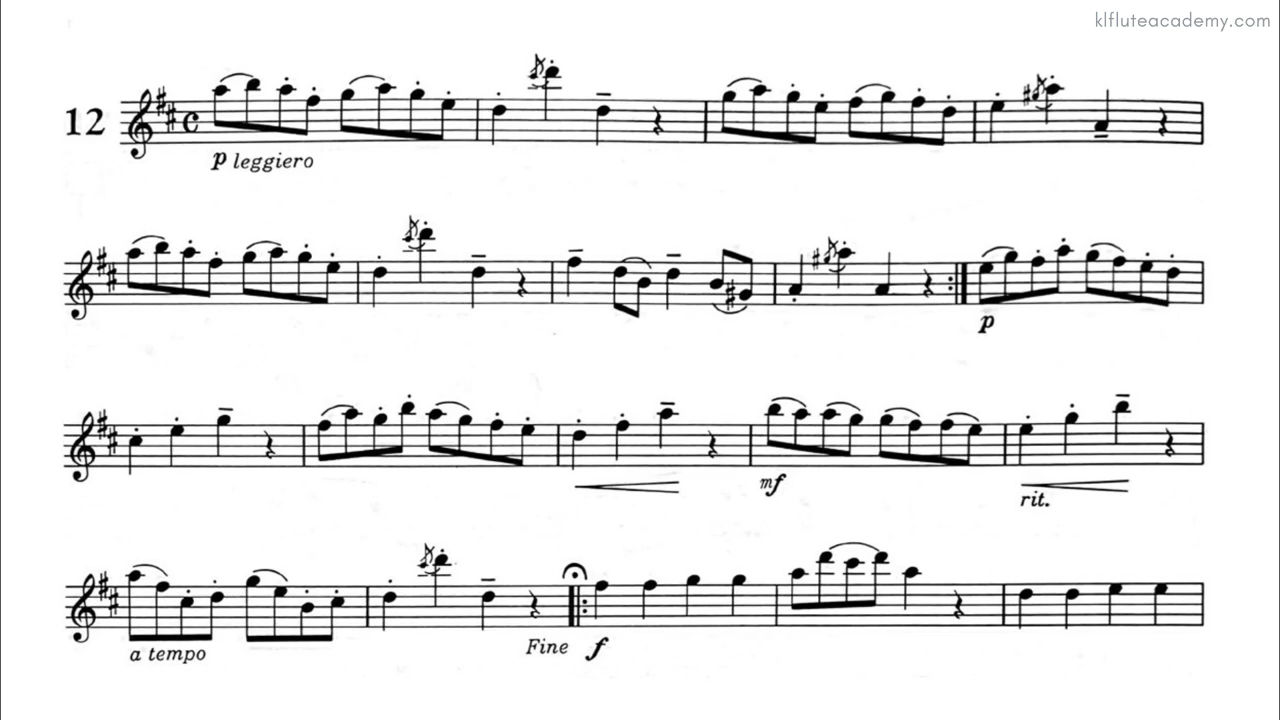 klfluteacademy.com
12
p leggiero
p
mf
rit.
a tempo
Fine
f